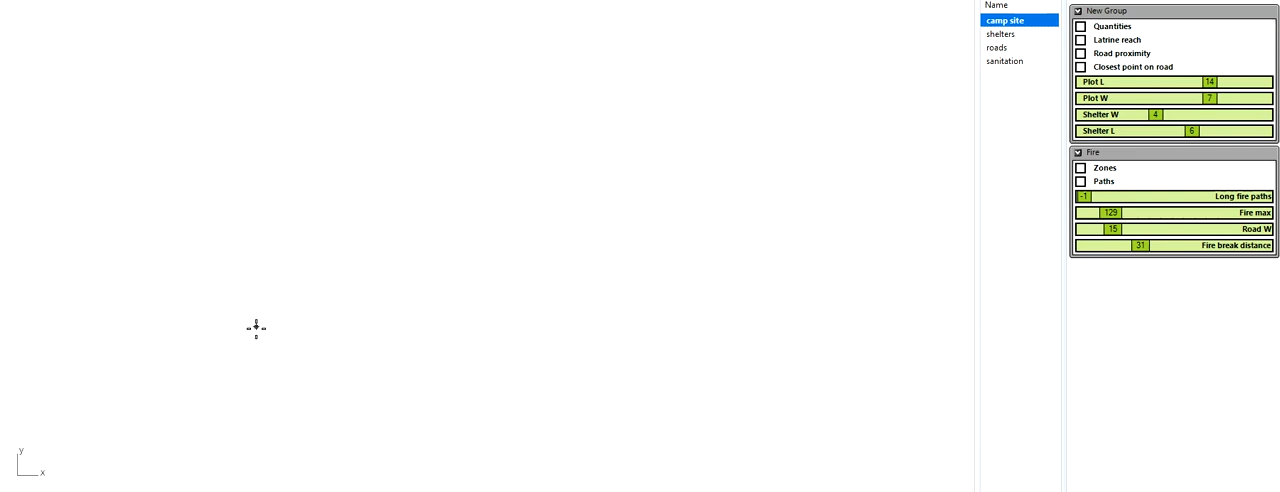 Name
camp site
shelters
roads
sanitation
New Group
Quantities
Latrine reach
Road proximity
Closest point on road
Plot L 14
Plot W 7
Shelter W 4
Shelter L 6
Fire
Zones
Paths
-1 Long fire paths
129 Fire max
15 Road W
31 Fire break distance
y
x